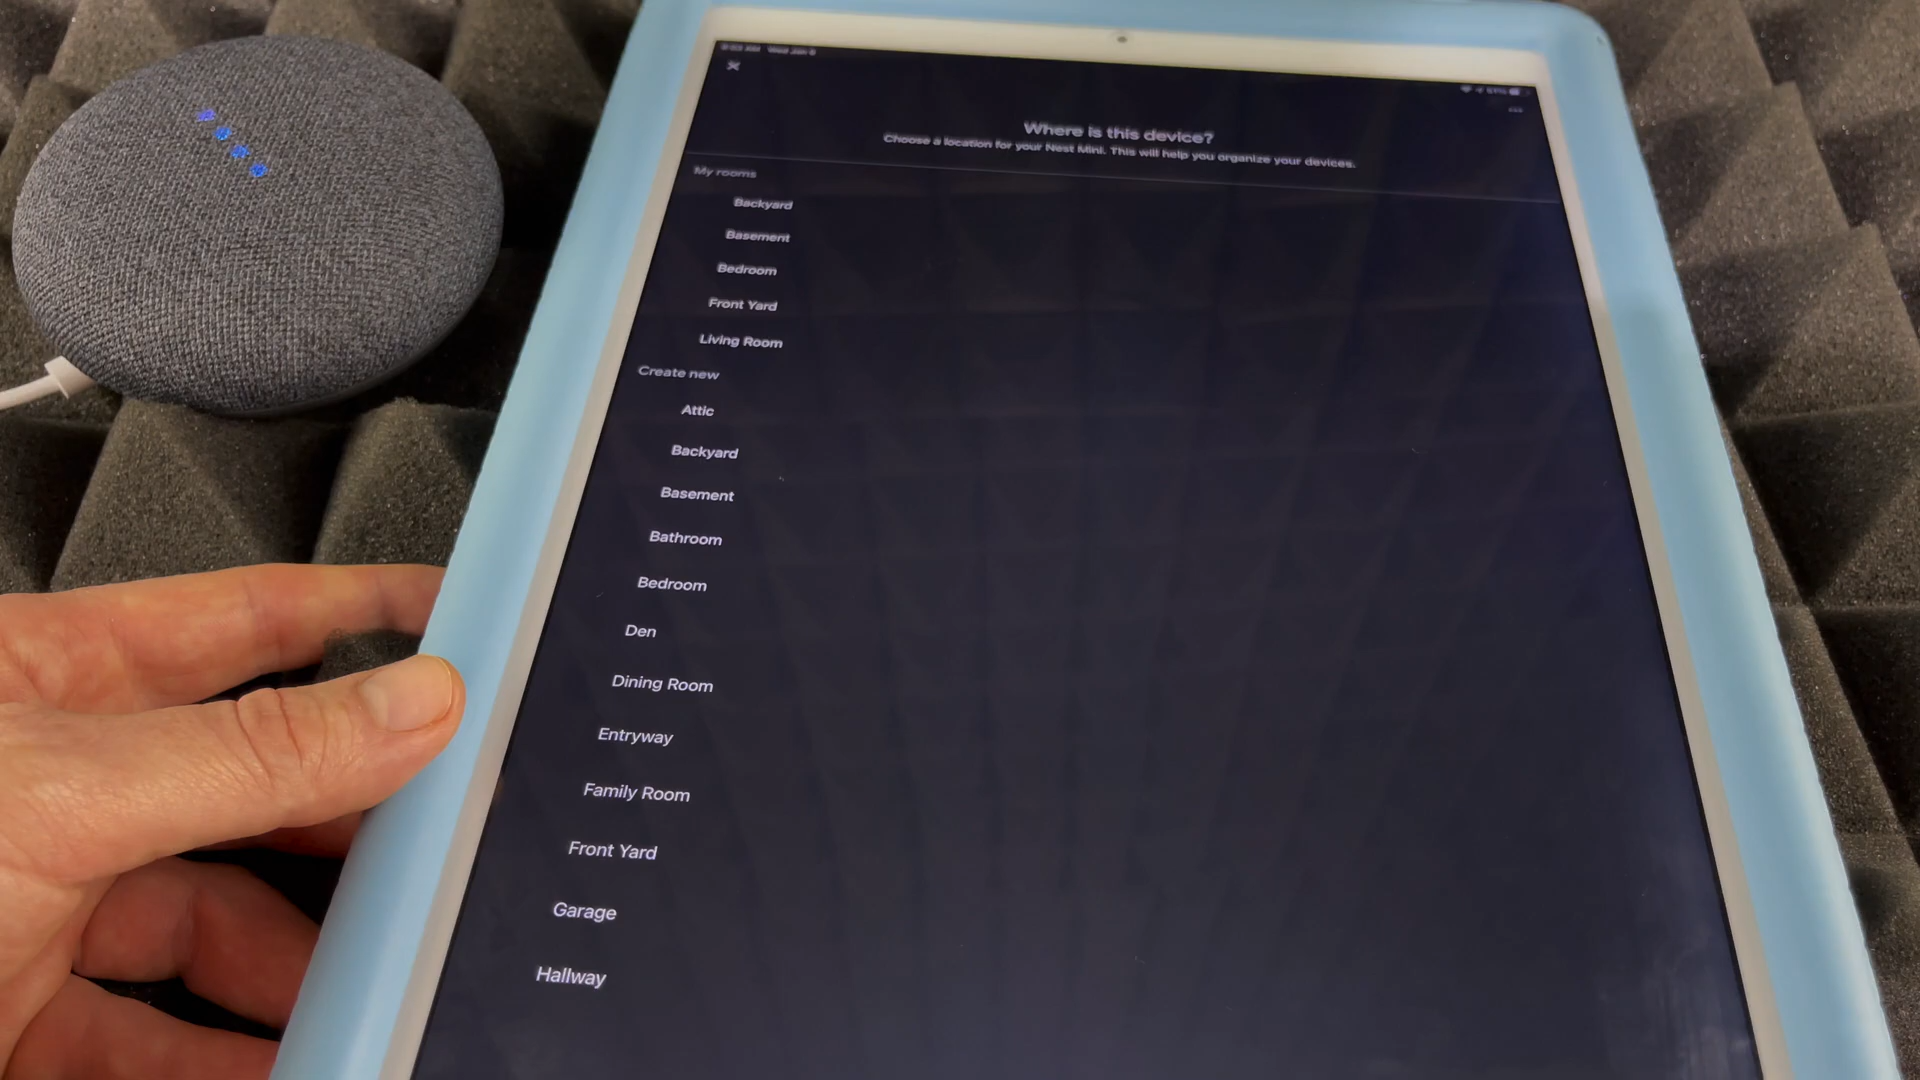 Where is this device?
Choose a location for your Nest Mini. This will help you organize your devices.
My rooms
Backyard
Basement
Bedroom
Front Yard
Living Room
Create new
Attic
Backyard
Basement
Bathroom
Bedroom
Den
Dining Room
Entryway
Family Room
Front Yard
Garage
Hallway